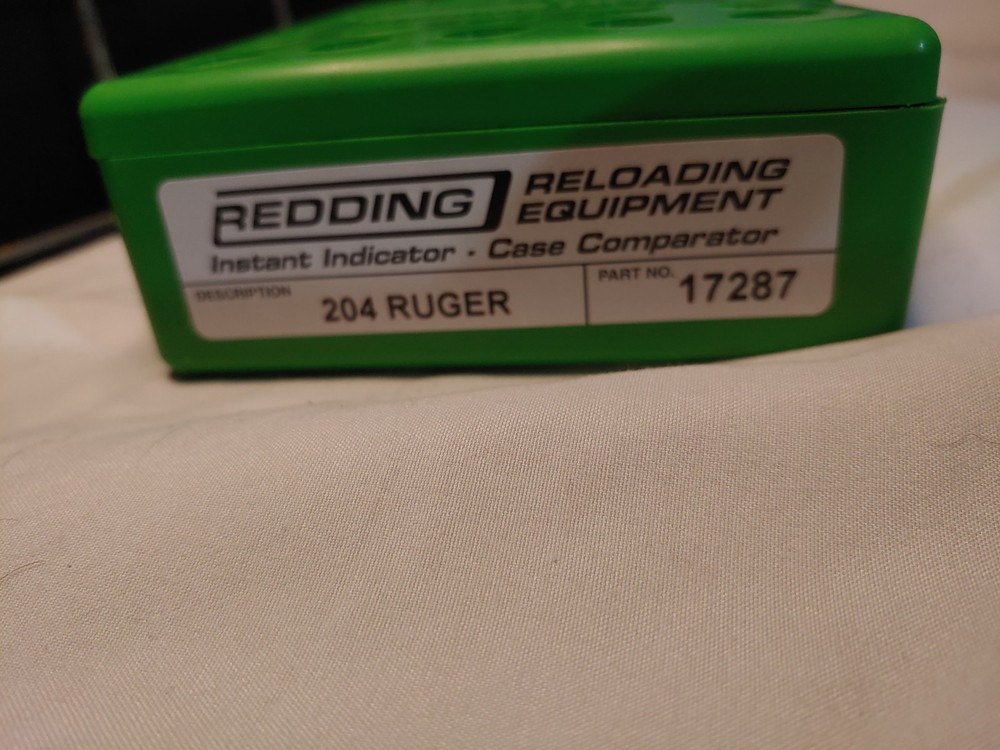 REDDING
RELOADING
EQUIPMENT
Instant Indicator • Case Comparator
DESCRIPTION
204 RUGER
PART NO.
17287